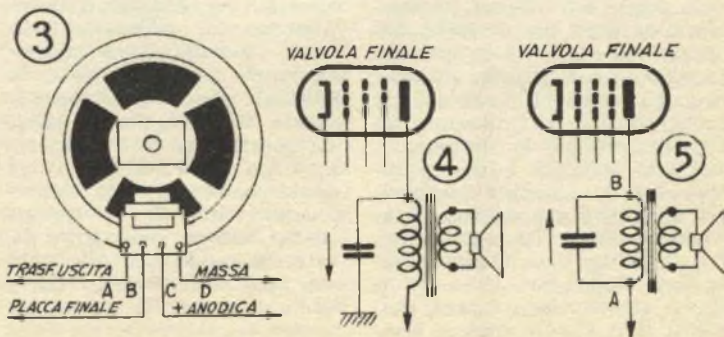 3
VALVOLA FINALE
4
VALVOLA FINALE
5
B
A
TRASF USCITA
A B C D
MASSA
PLACCA FINALE
+ ANODICA